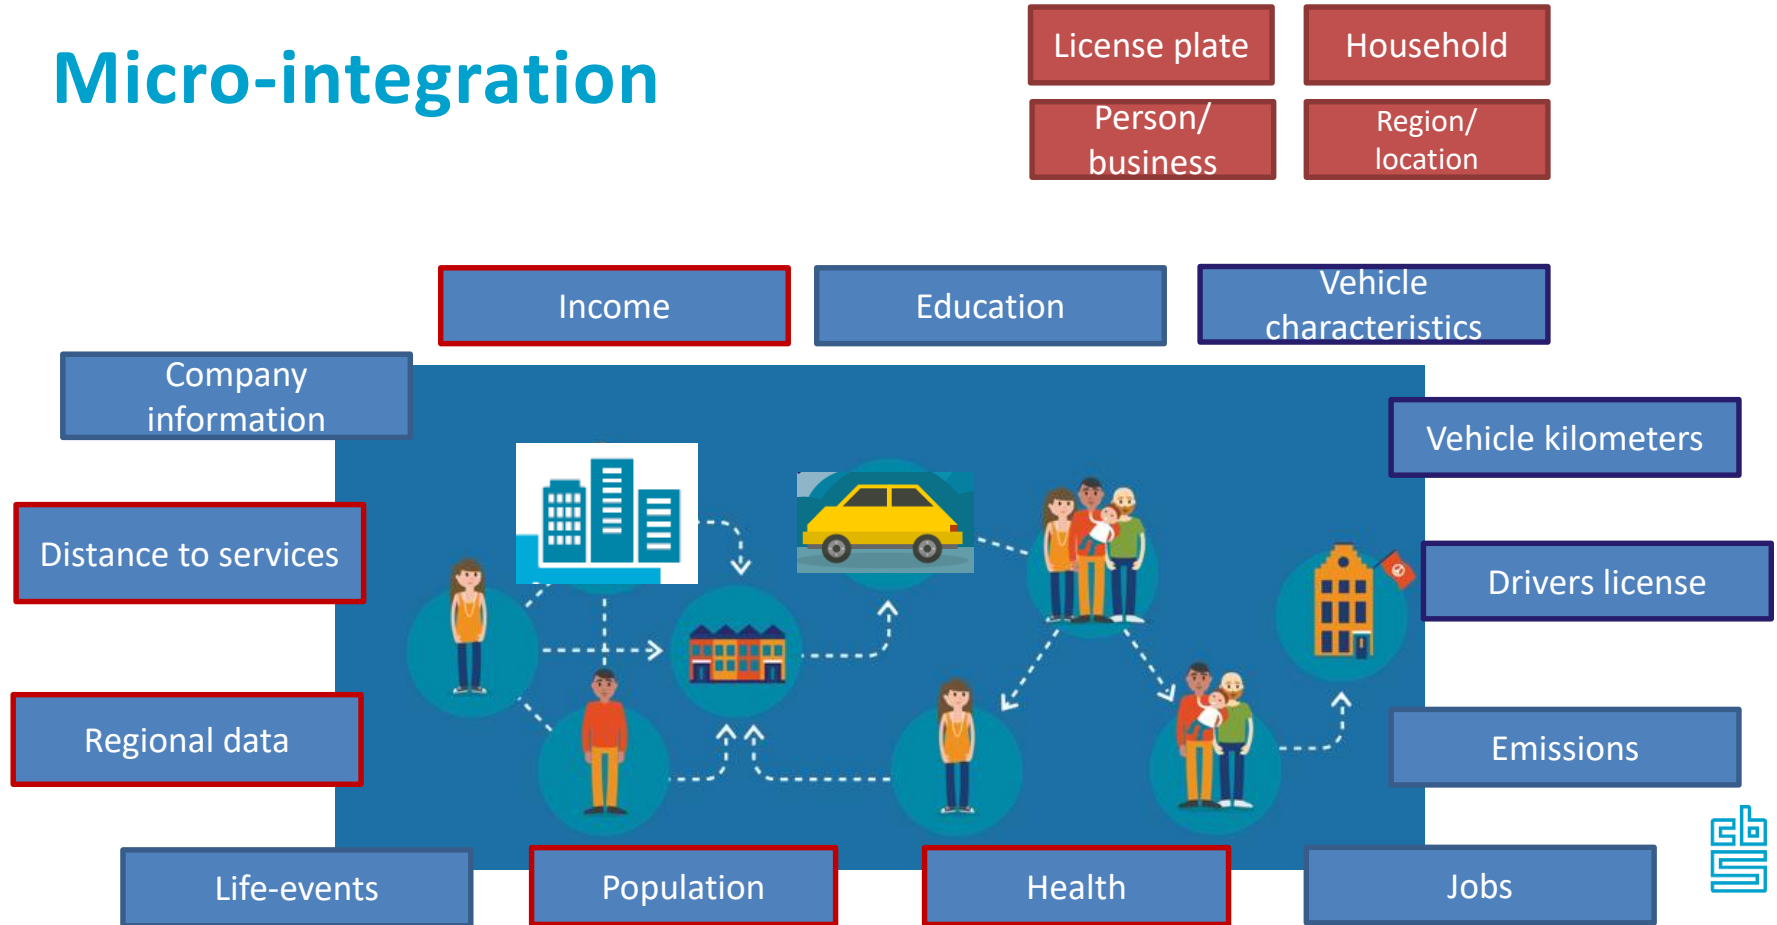 Micro-integration
License plate
Household
Person/
business
Region/
location
Income
Education
Vehicle
characteristics
Company
information
Vehicle kilometers
Distance to services
Drivers license
Regional data
Emissions
Life-events
Population
Health
Jobs
cbs